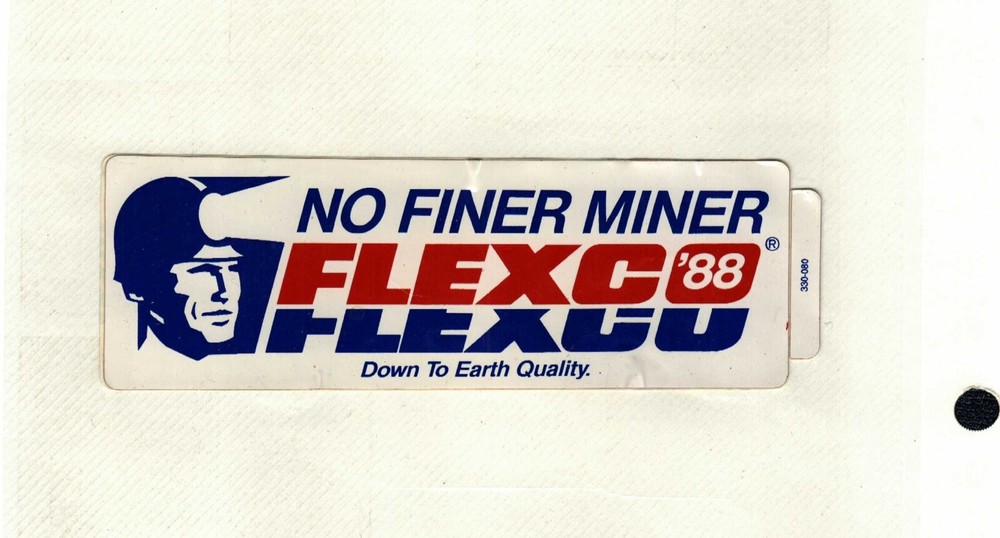 NO FINER MINER
FLEXCO ®
'88
FLEXCO
Down To Earth Quality.
330-080